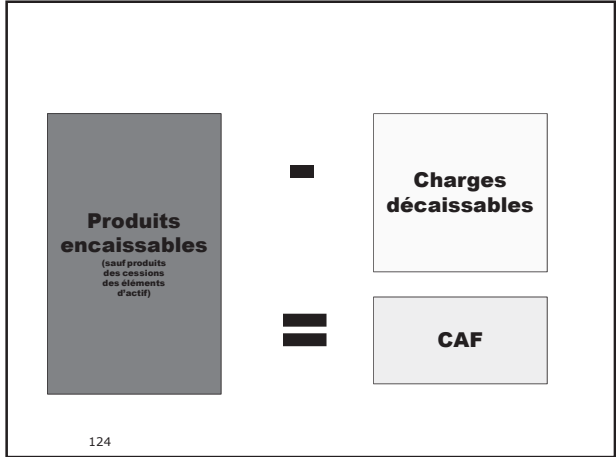 Produits
encaissables
(sauf produits
des cessions
des éléments
d'actif)
-
Charges
décaissables
=
CAF
124